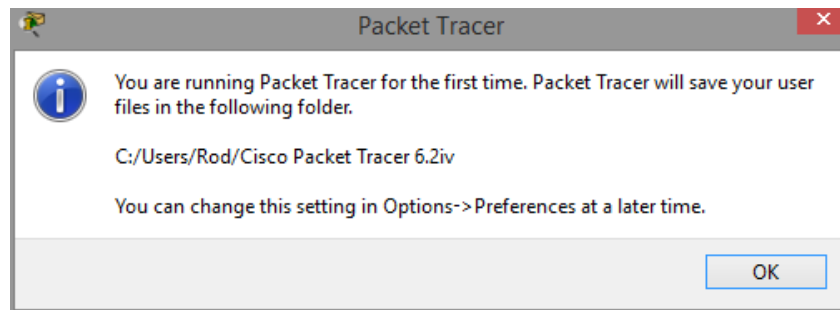 Packet Tracer
You are running Packet Tracer for the first time. Packet Tracer will save your user
files in the following folder.
C:/Users/Rod/Cisco Packet Tracer 6.2iv
You can change this setting in Options->Preferences at a later time.
OK